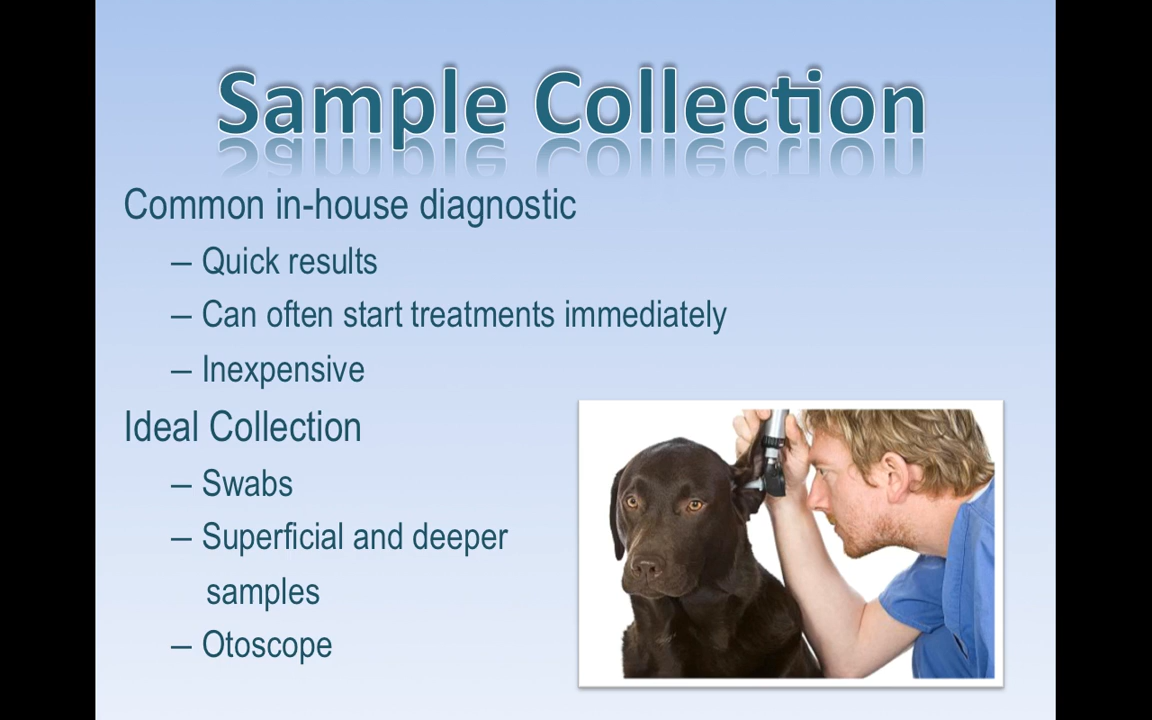 Sample Collection
Common in-house diagnostic
– Quick results
– Can often start treatments immediately
– Inexpensive
Ideal Collection
– Swabs
– Superficial and deeper
samples
– Otoscope